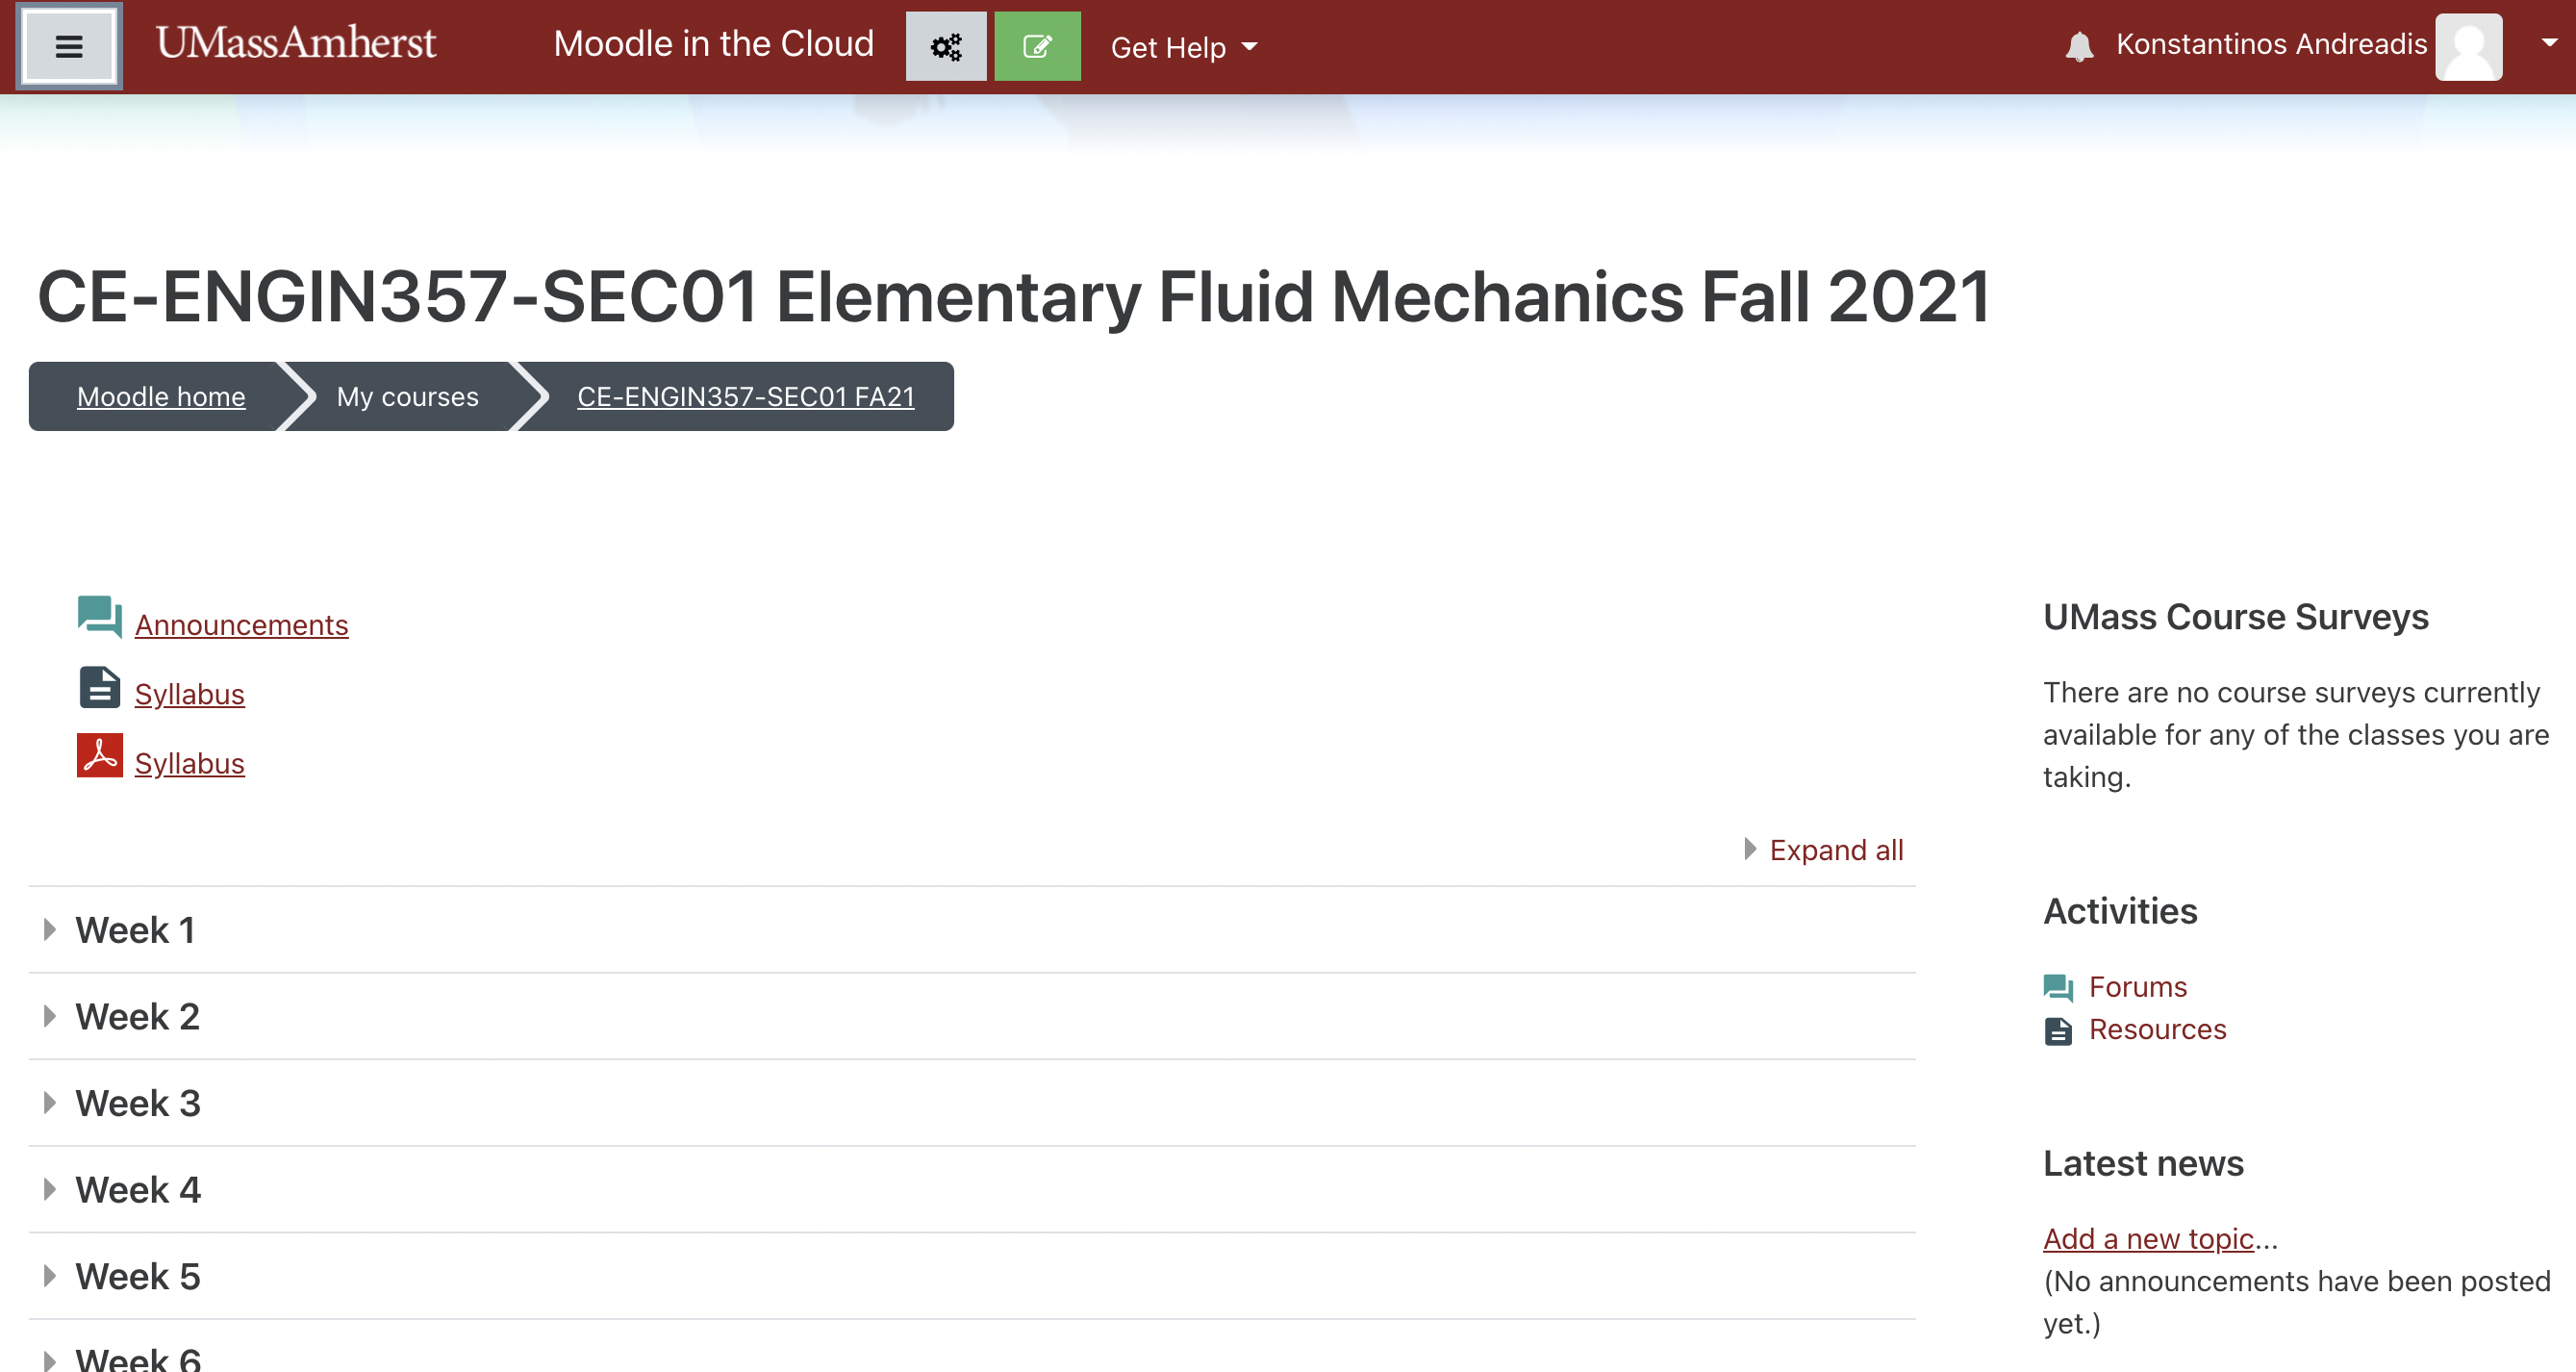 UMassAmherst
Moodle in the Cloud
Get Help
Konstantinos Andreadis
CE-ENGIN357-SEC01 Elementary Fluid Mechanics Fall 2021
Moodle home
My courses
CE-ENGIN357-SEC01 FA21
Announcements
Syllabus
Syllabus
Expand all
Week 1
Week 2
Week 3
Week 4
Week 5
Week 6
UMass Course Surveys
There are no course surveys currently
available for any of the classes you are
taking.
Activities
Forums
Resources
Latest news
Add a new topic...
(No announcements have been posted
yet.)